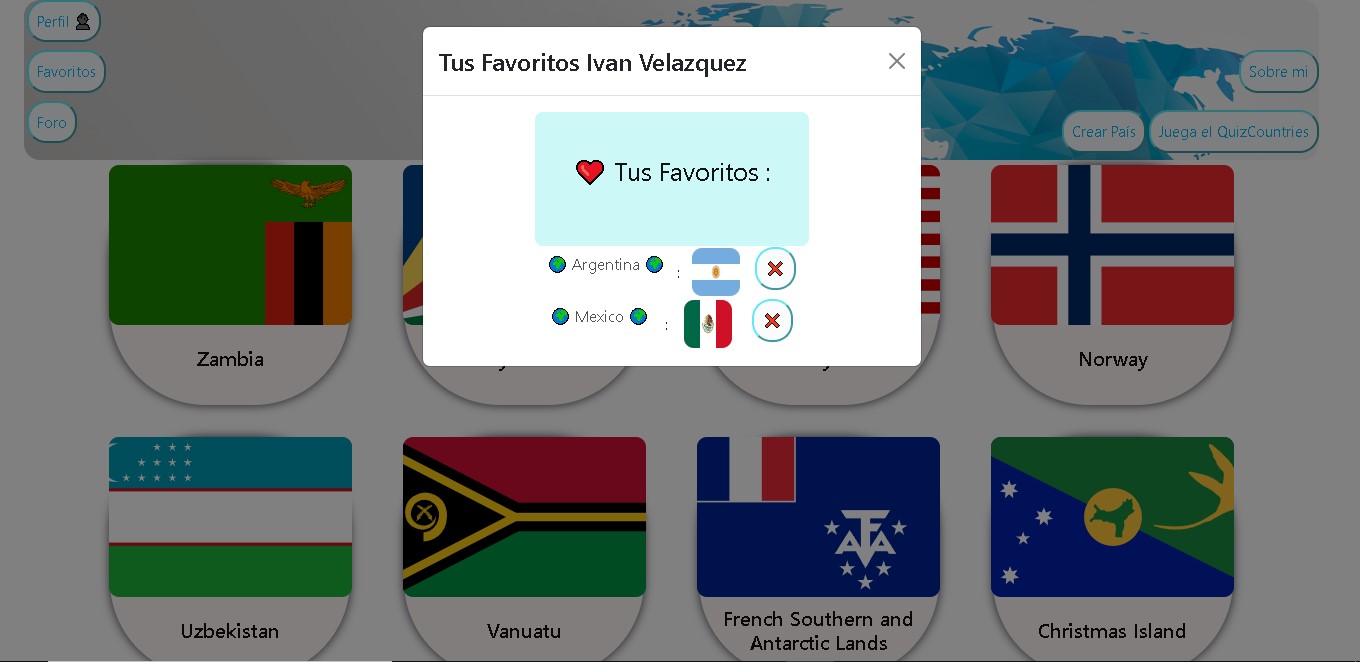 Perfil
Favoritos
Foro
Sobre mi
Crear País
Juega el QuizCountries
Tus Favoritos Ivan Velazquez
Tus Favoritos :
Argentina :
Mexico :
Zambia
Norway
Uzbekistan
Vanuatu
French Southern and
Antarctic Lands
Christmas Island